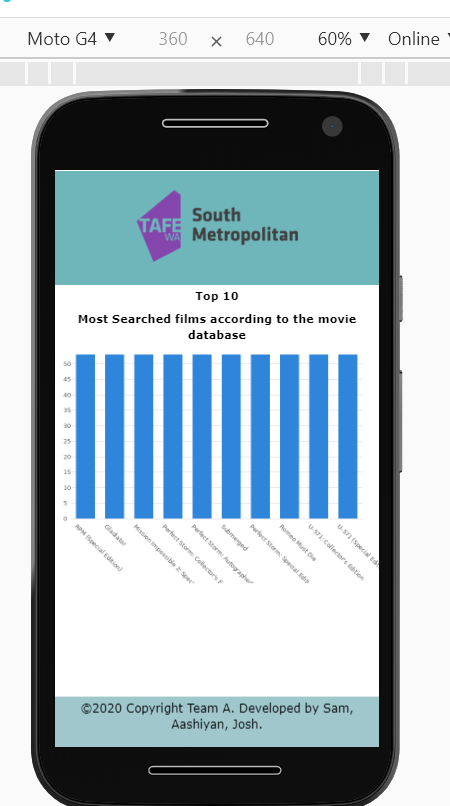 Moto G4 ▼ 360 × 640 60% ▼ Online
TAFE
WA
South
Metropolitan
Top 10
Most Searched films according to the movie
database
50
45
40
35
30
25
20
15
10
5
0
RPM (Special Edition)
Gladiator
Mission Impossible 2: Spec
Perfect Storm: Collector's E
Perfect Storm: Autographed
Submerged
Perfect Storm: Special Edit
Romeo Must Die
U-571: Collector's Edition
U-571 (Special Edi
©2020 Copyright Team A. Developed by Sam,
Aashiyan, Josh.